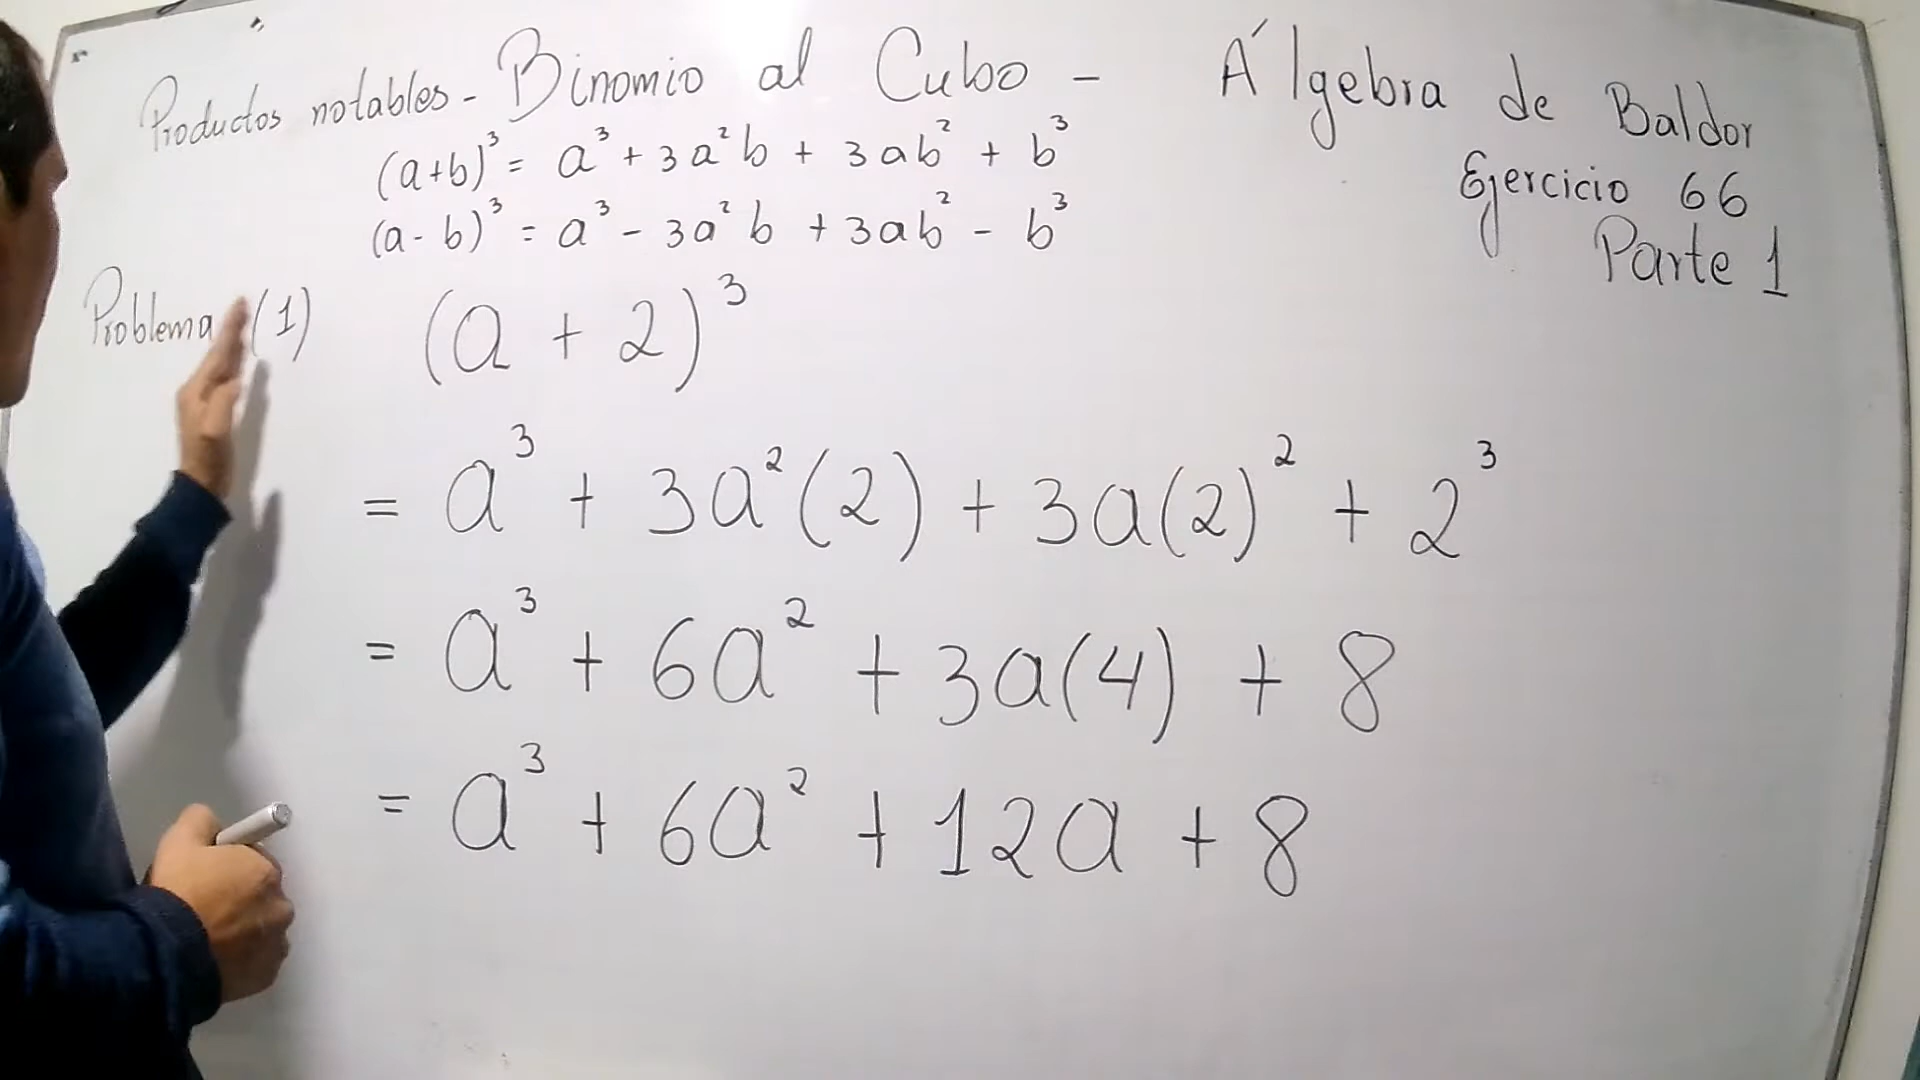 Productos notables - Binomio al Cubo - Álgebra de Baldor
(a+b)³ = a³ + 3a²b + 3ab² + b³
Ejercicio 66
(a - b)³ = a³ - 3a²b + 3ab² - b³
Parte 1
Problema (1) (a + 2)³
= a³ + 3a²(2) + 3a(2)² + 2³
= a³ + 6a² + 3a(4) + 8
= a³ + 6a² + 12a + 8